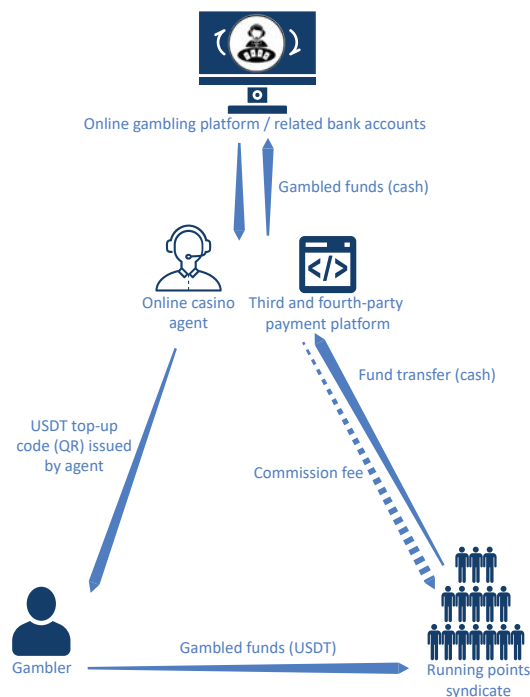 Online gambling platform / related bank accounts
Gambled funds (cash)
Online casino
agent
Third and fourth-party
payment platform
Fund transfer (cash)
USDT top-up
code (QR) issued
by agent
Commission fee
Gambled funds (USDT)
Gambler
Running points
syndicate